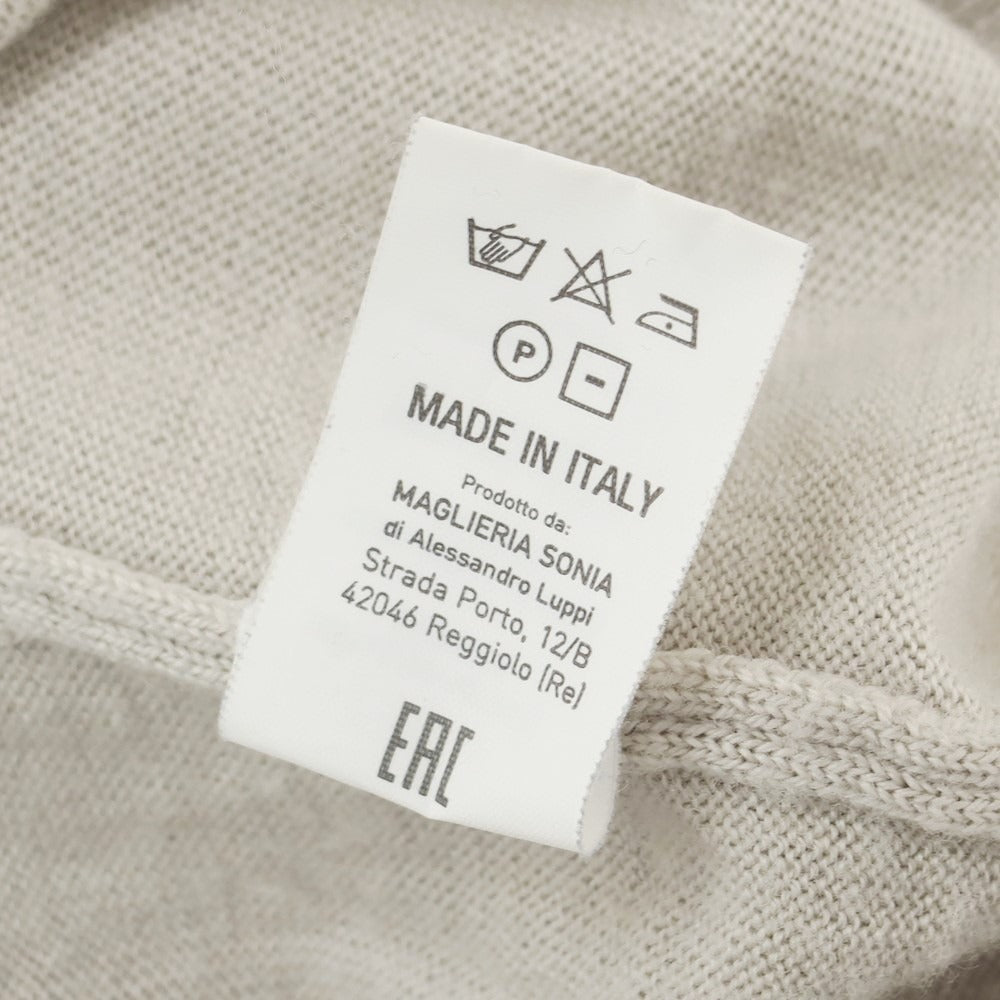 P
MADE IN ITALY
Prodotto da:
MAGLIERIA SONIA
di Alessandro Luppi
Strada Porto, 12/B
42046 Reggiolo (Re)
EAC